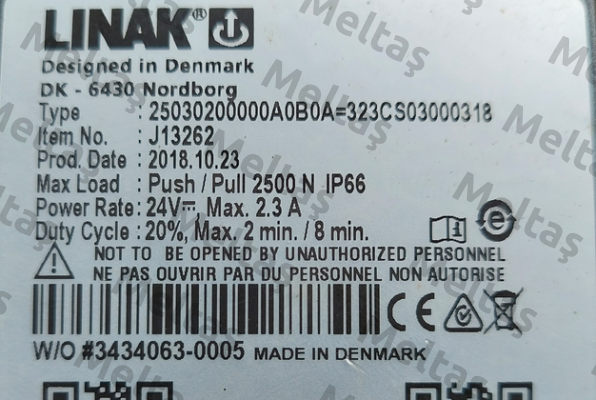 LINAK®
Designed in Denmark
DK - 6430 Nordborg
Type : 25030200000A0B0A=323CS03000318
Item No. : J13262
Prod. Date : 2018.10.23
Max Load : Push / Pull 2500 N IP66
Power Rate : 24V⎓, Max. 2.3 A
Duty Cycle : 20%, Max. 2 min. / 8 min.
NOT TO BE OPENED BY UNAUTHORIZED PERSONNEL
NE PAS OUVRIR PAR DU PERSONNEL NON AUTORISE
CE
W/O #3434063-0005 MADE IN DENMARK
Meltaş